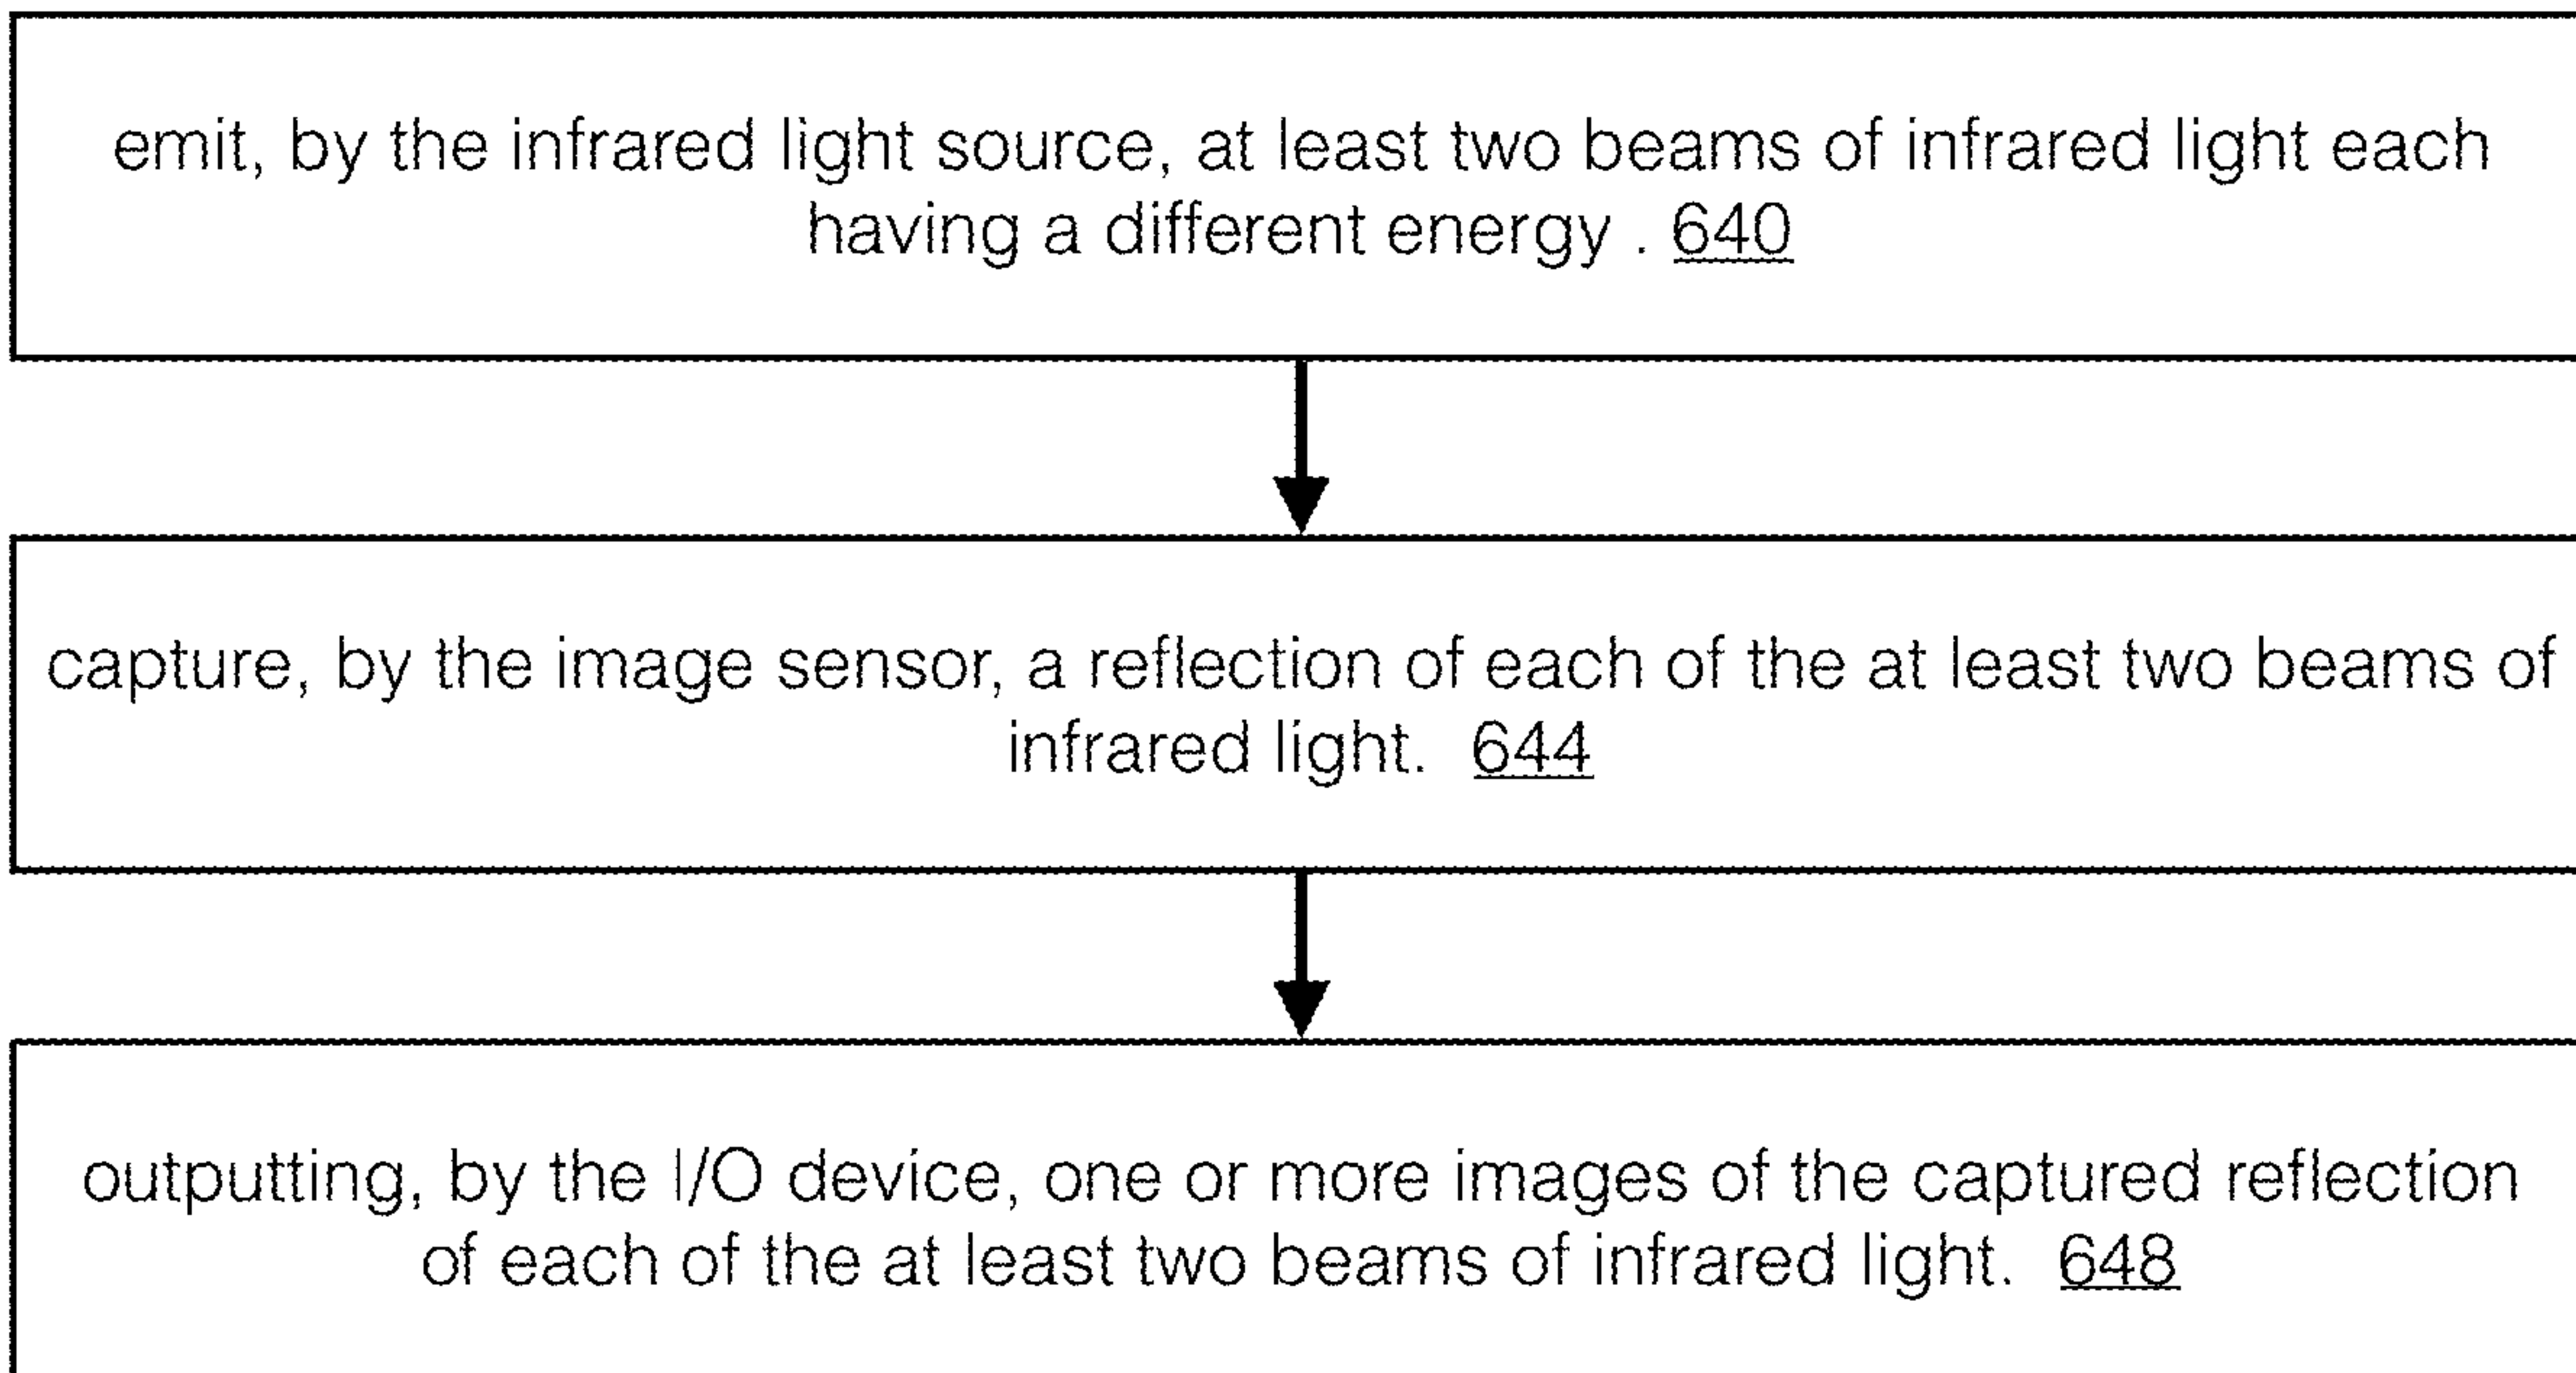 emit, by the infrared light source, at least two beams of infrared light each
having a different energy . 640
capture, by the image sensor, a reflection of each of the at least two beams of
infrared light. 644
outputting, by the I/O device, one or more images of the captured reflection
of each of the at least two beams of infrared light. 648